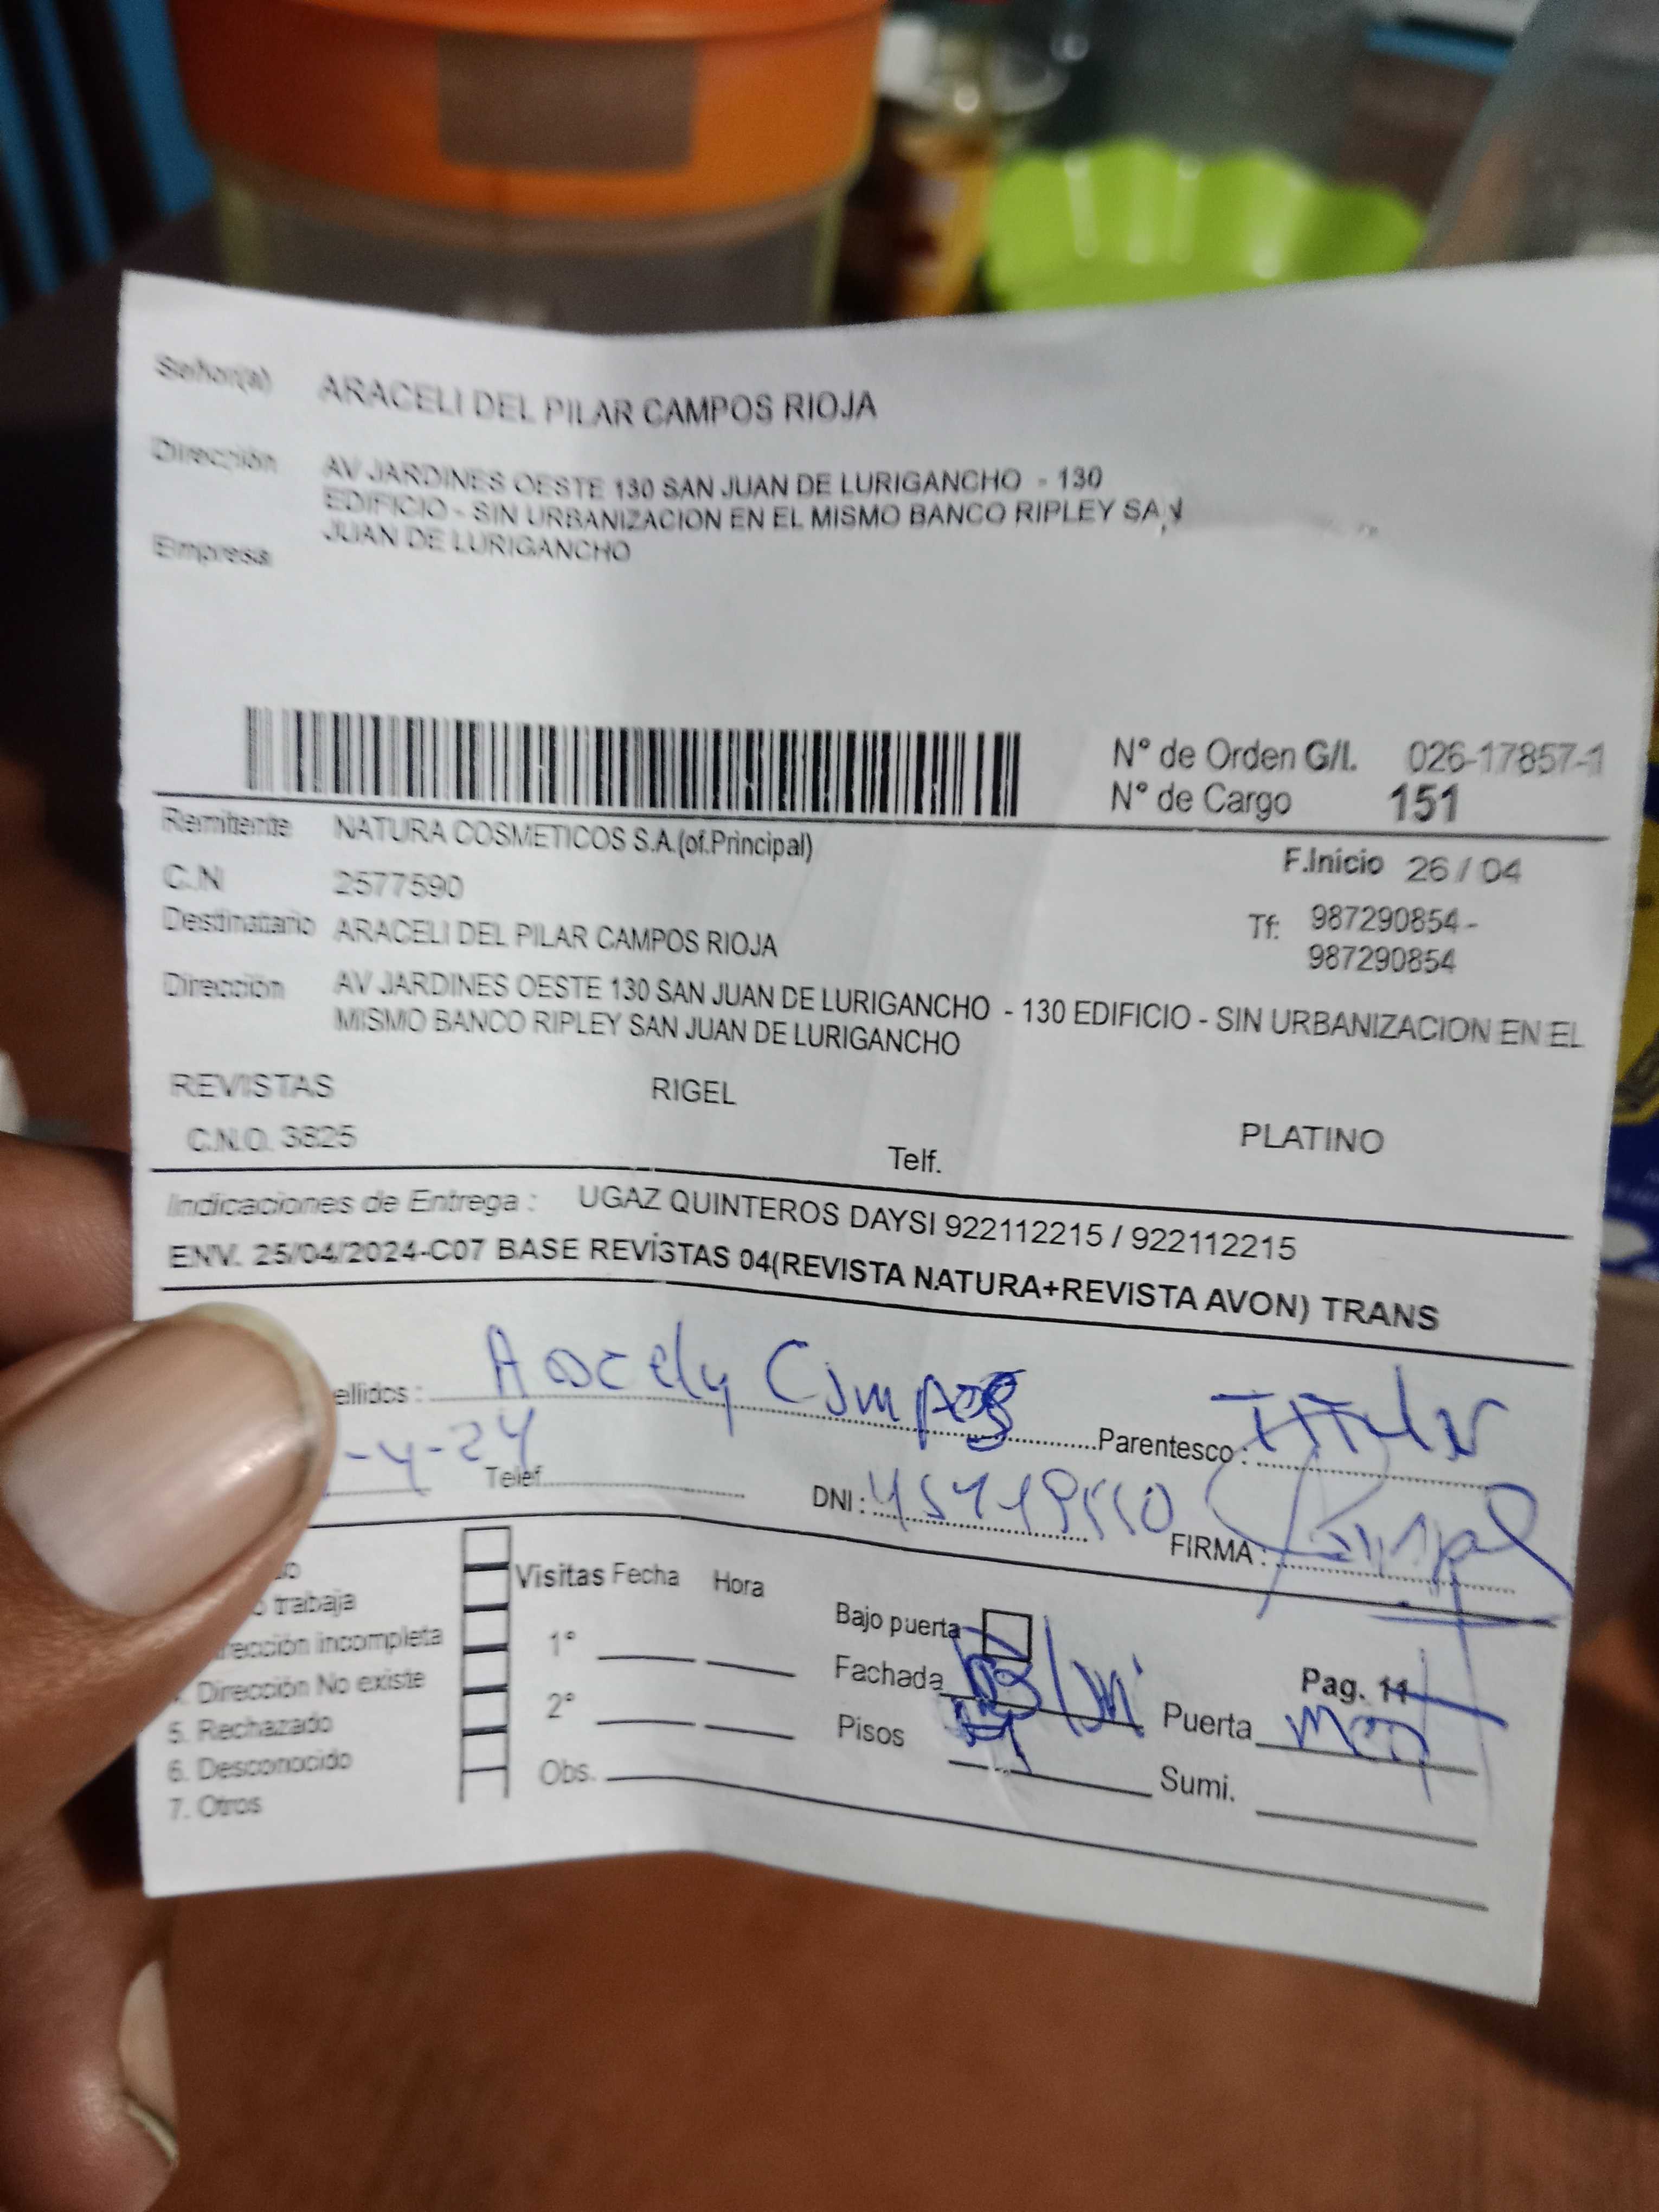 Señor(a) ARACELI DEL PILAR CAMPOS RIOJA
Dirección AV JARDINES OESTE 130 SAN JUAN DE LURIGANCHO - 130
EDIFICIO - SIN URBANIZACION EN EL MISMO BANCO RIPLEY SAN
JUAN DE LURIGANCHO
Empresa
N° de Orden G/I. 026-17857-1
N° de Cargo 151
Remitente NATURA COSMETICOS S.A.(of.Principal)
F.Inicio 26 / 04
C.N 2577590
Tf: 987290854 -
987290854
Destinatario ARACELI DEL PILAR CAMPOS RIOJA
Dirección AV JARDINES OESTE 130 SAN JUAN DE LURIGANCHO - 130 EDIFICIO - SIN URBANIZACION EN EL
MISMO BANCO RIPLEY SAN JUAN DE LURIGANCHO
REVISTAS RIGEL PLATINO
C.N.O. 3825 Telf.
Indicaciones de Entrega : UGAZ QUINTEROS DAYSI 922112215 / 922112215
ENV. 25/04/2024-C07 BASE REVISTAS 04(REVISTA NATURA+REVISTA AVON) TRANS
ellidos : Aracely Campos Parentesco : TITULAR
-4-24 Telef. DNI : FIRMA :
trabaja
rección incompleta
Dirección No existe
5. Rechazado
6. Desconocido
7. Otros
Visitas Fecha Hora
1°
2°
Obs.
Bajo puerta
Fachada
Pisos
Pag. 11
Puerta
Sumi.